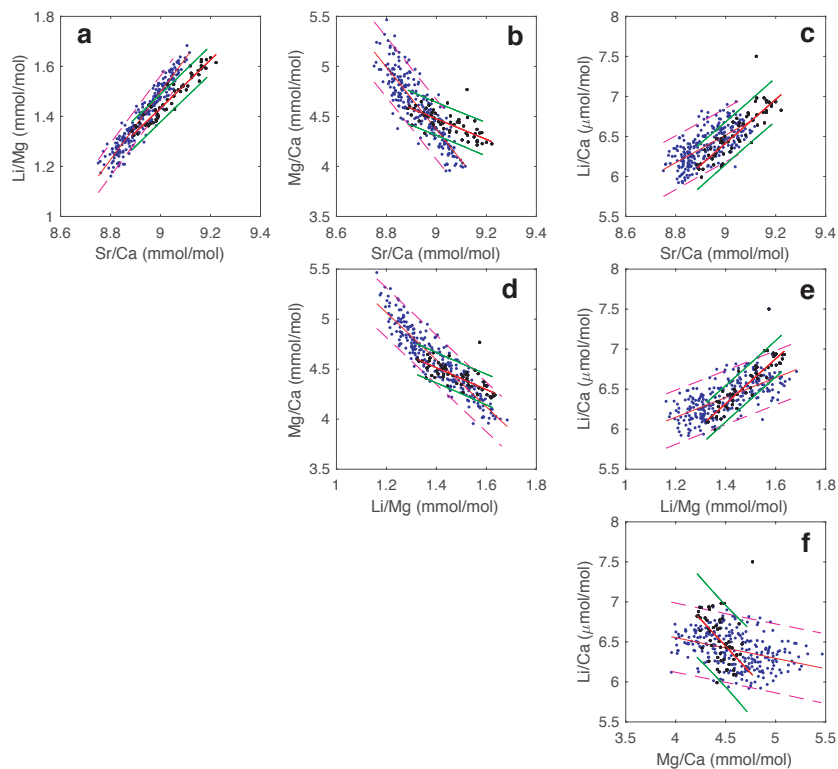 a
b
c
1.8
1.6
1.4
1.2
1
Li/Mg (mmol/mol)
8.6 8.8 9 9.2 9.4
Sr/Ca (mmol/mol)
5.5
5
4.5
4
3.5
Mg/Ca (mmol/mol)
8.6 8.8 9 9.2 9.4
Sr/Ca (mmol/mol)
8
7.5
7
6.5
6
5.5
Li/Ca (μmol/mol)
8.6 8.8 9 9.2 9.4
Sr/Ca (mmol/mol)
d
e
5.5
5
4.5
4
3.5
Mg/Ca (mmol/mol)
1 1.2 1.4 1.6 1.8
Li/Mg (mmol/mol)
8
7.5
7
6.5
6
5.5
Li/Ca (μmol/mol)
1 1.2 1.4 1.6 1.8
Li/Mg (mmol/mol)
f
8
7.5
7
6.5
6
5.5
Li/Ca (μmol/mol)
3.5 4 4.5 5 5.5
Mg/Ca (mmol/mol)